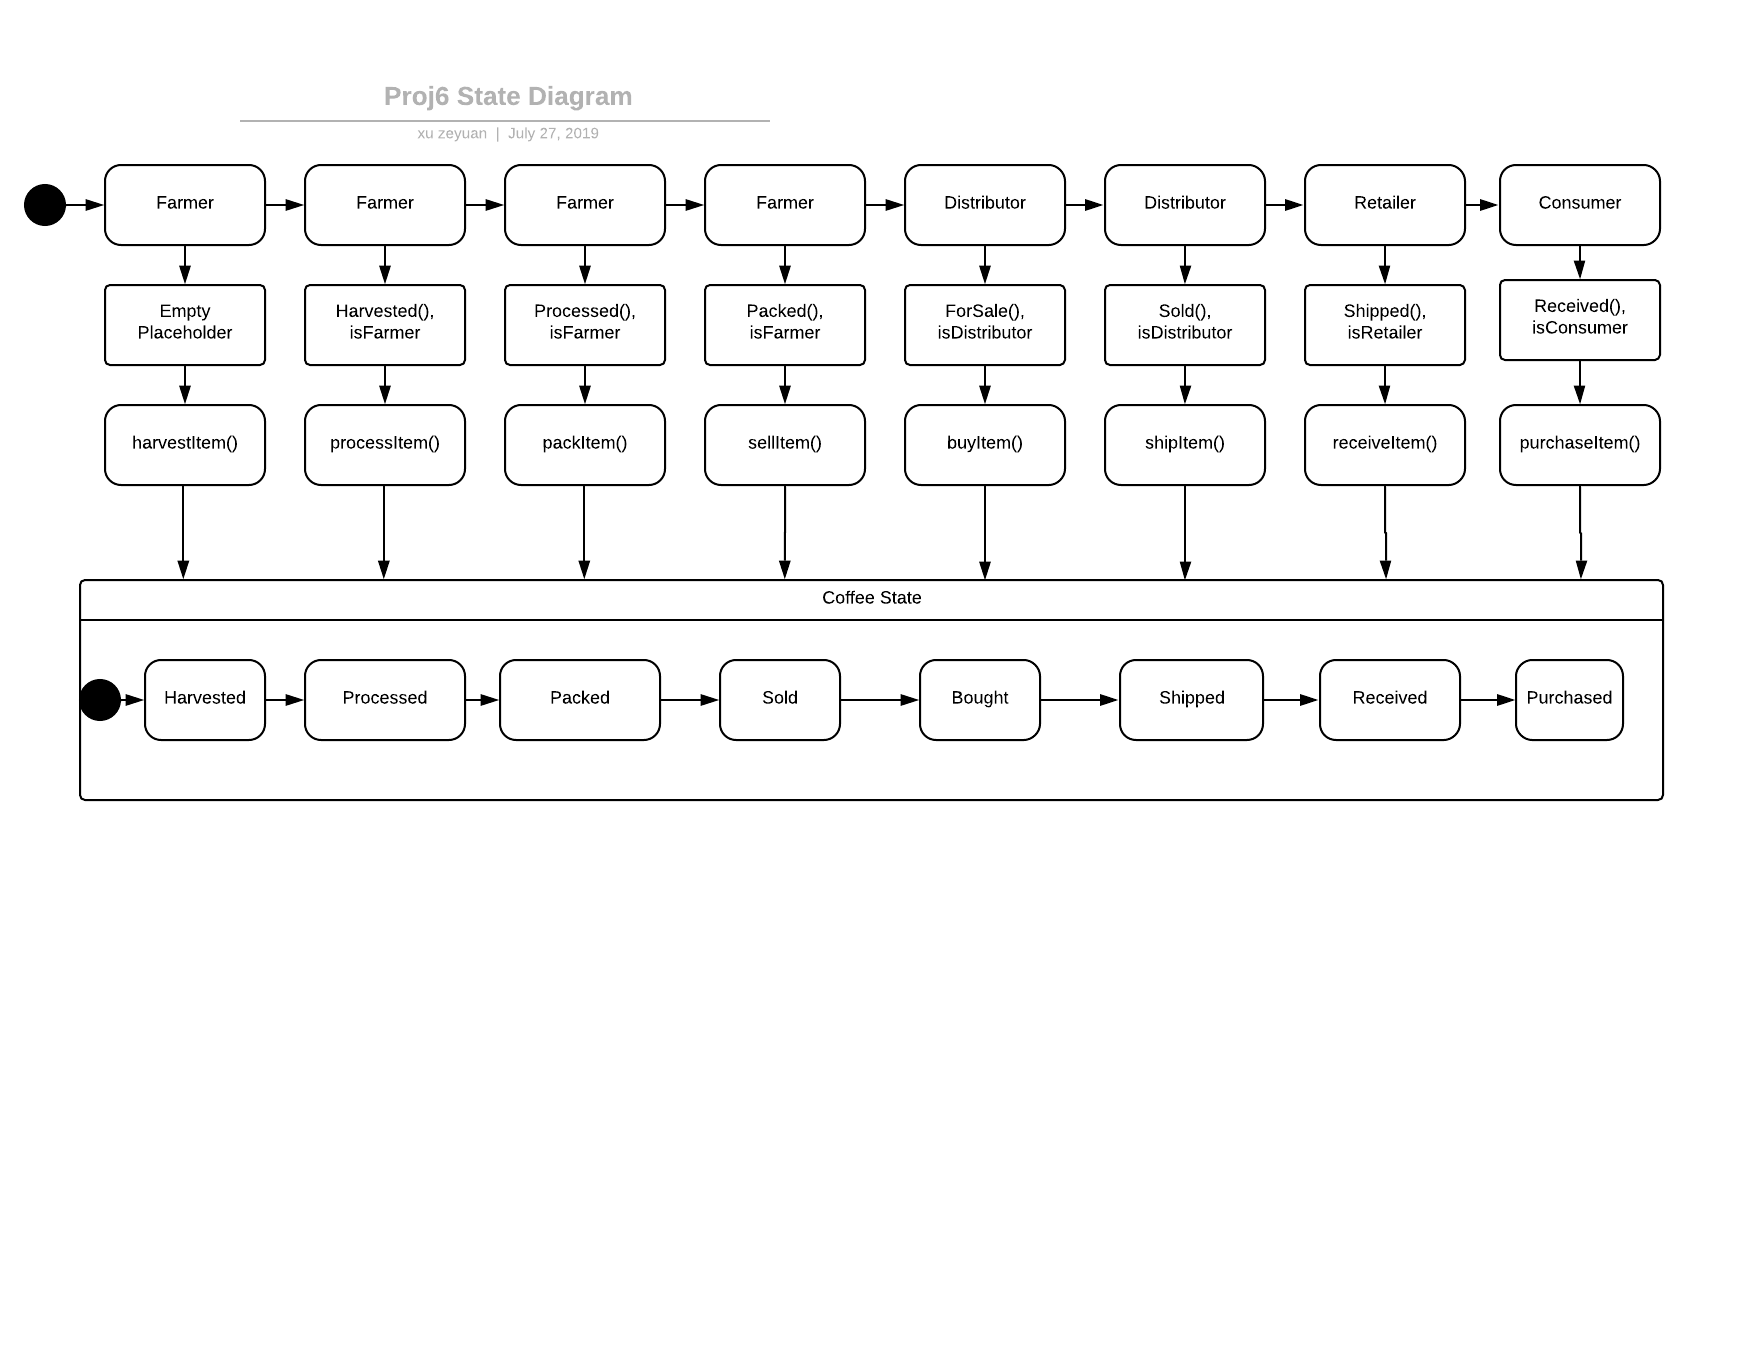 Proj6 State Diagram
xu zeyuan | July 27, 2019
Farmer
Farmer
Farmer
Farmer
Distributor
Distributor
Retailer
Consumer
Empty
Placeholder
Harvested(),
isFarmer
Processed(),
isFarmer
Packed(),
isFarmer
ForSale(),
isDistributor
Sold(),
isDistributor
Shipped(),
isRetailer
Received(),
isConsumer
harvestItem()
processItem()
packItem()
sellItem()
buyItem()
shipItem()
receiveItem()
purchaseItem()
Coffee State
Harvested
Processed
Packed
Sold
Bought
Shipped
Received
Purchased